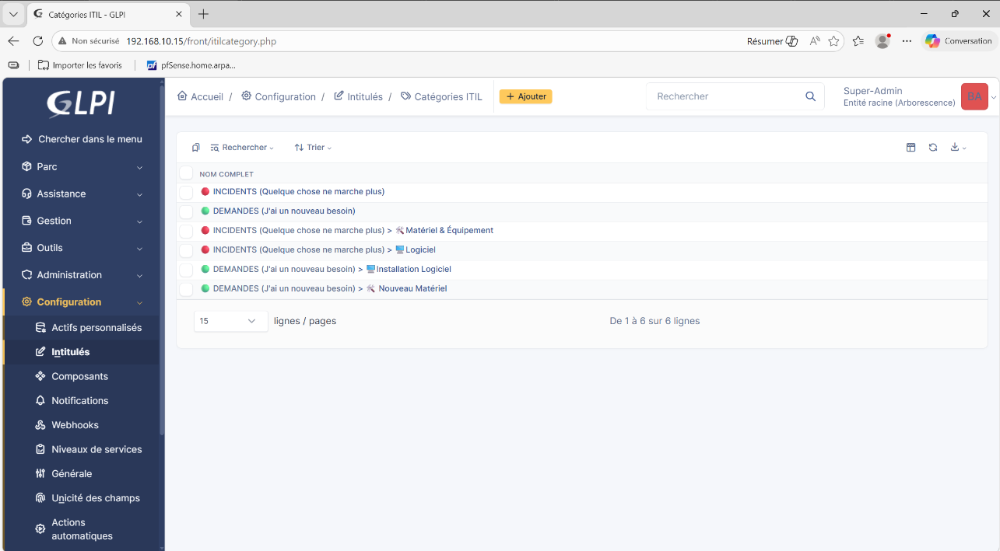 Catégories ITIL - GLPI
Non sécurisé 192.168.10.15/front/itilcategory.php Résumer Conversation
Importer les favoris pfSense.home.arpa...
GLPI
Accueil / Configuration / Intitulés / Catégories ITIL + Ajouter Rechercher Super-Admin
Entité racine (Arborescence) BA
Chercher dans le menu
Parc
Assistance
Gestion
Outils
Administration
Configuration
Actifs personnalisés
Intitulés
Composants
Notifications
Webhooks
Niveaux de services
Générale
Unicité des champs
Actions
automatiques
Rechercher Trier
NOM COMPLET
INCIDENTS (Quelque chose ne marche plus)
DEMANDES (J'ai un nouveau besoin)
INCIDENTS (Quelque chose ne marche plus) > 🛠Matériel & Équipement
INCIDENTS (Quelque chose ne marche plus) > 🖥Logiciel
DEMANDES (J'ai un nouveau besoin) > 🖥Installation Logiciel
DEMANDES (J'ai un nouveau besoin) > 🛠 Nouveau Matériel
15 lignes / pages De 1 à 6 sur 6 lignes